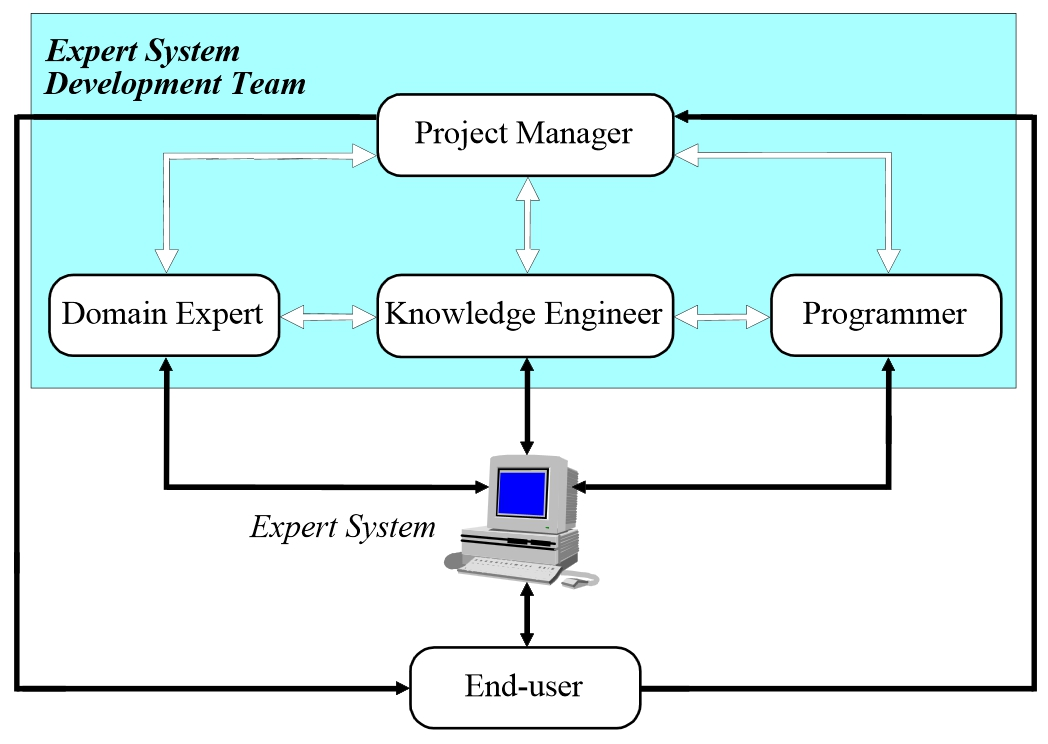 Expert System
Development Team
Project Manager
Domain Expert
Knowledge Engineer
Programmer
Expert System
End-user